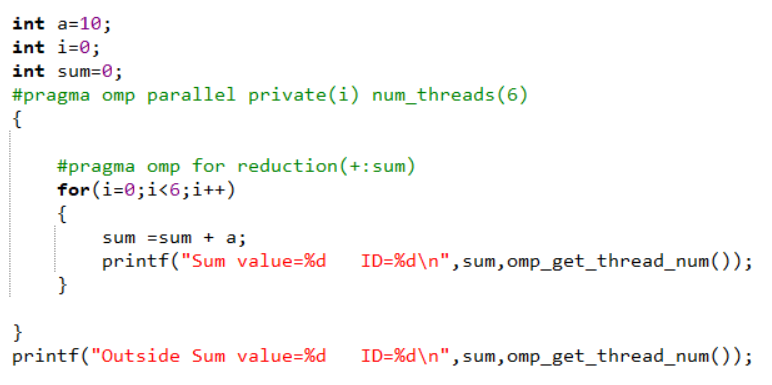 int a=10;
int i=0;
int sum=0;
#pragma omp parallel private(i) num_threads(6)
{
#pragma omp for reduction(+:sum)
for(i=0;i<6;i++)
{
sum =sum + a;
printf("Sum value=%d   ID=%d\n",sum,omp_get_thread_num());
}
}
printf("Outside Sum value=%d   ID=%d\n",sum,omp_get_thread_num());